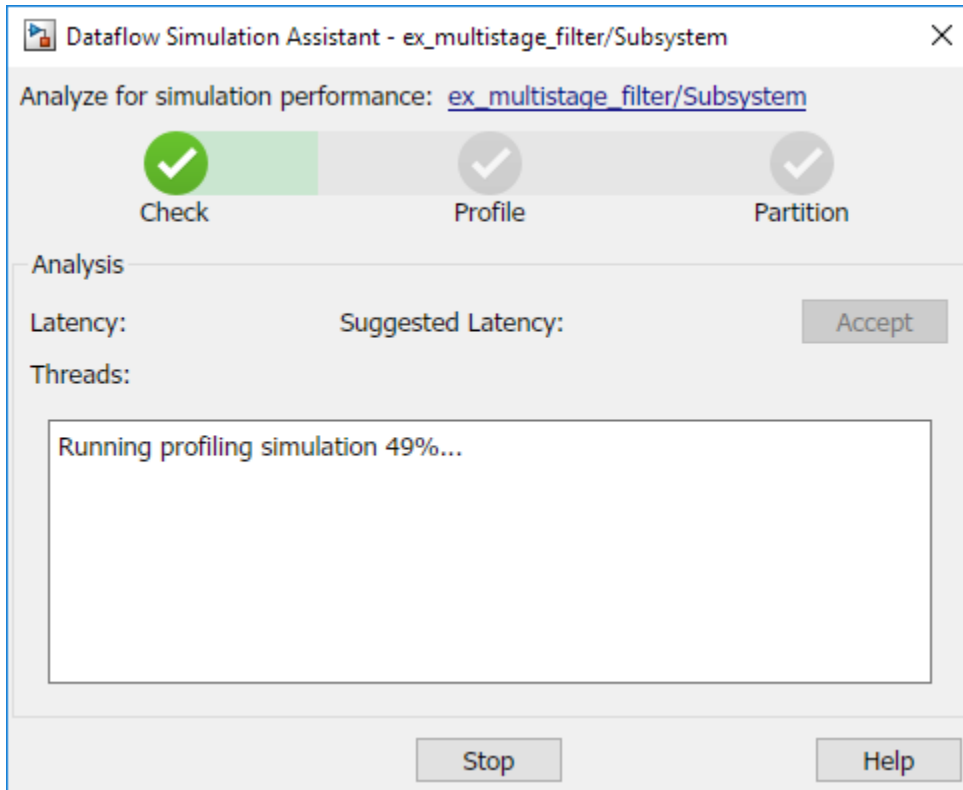 Dataflow Simulation Assistant - ex_multistage_filter/Subsystem
Analyze for simulation performance: ex_multistage_filter/Subsystem
Check Profile Partition
Analysis
Latency: Suggested Latency: Accept
Threads:
Running profiling simulation 49%...
Stop Help